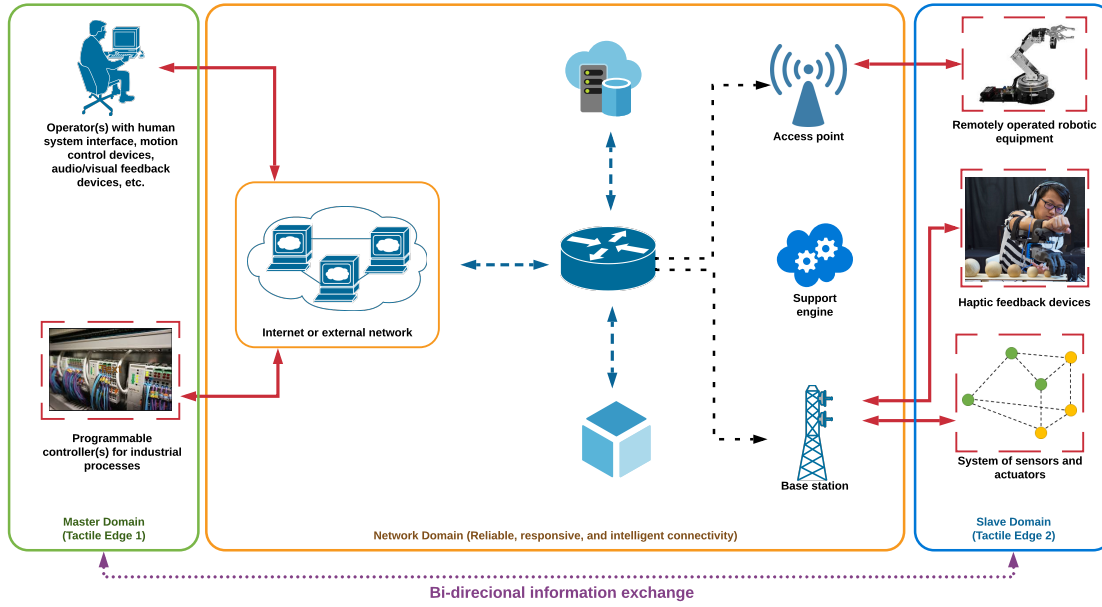 Operator(s) with human
system interface, motion
control devices,
audio/visual feedback
devices, etc.
Programmable
controller(s) for industrial
processes
Master Domain
(Tactile Edge 1)
Internet or external network
Access point
Support
engine
Base station
Network Domain (Reliable, responsive, and intelligent connectivity)
Remotely operated robotic
equipment
Haptic feedback devices
System of sensors and
actuators
Slave Domain
(Tactile Edge 2)
Bi-direcional information exchange